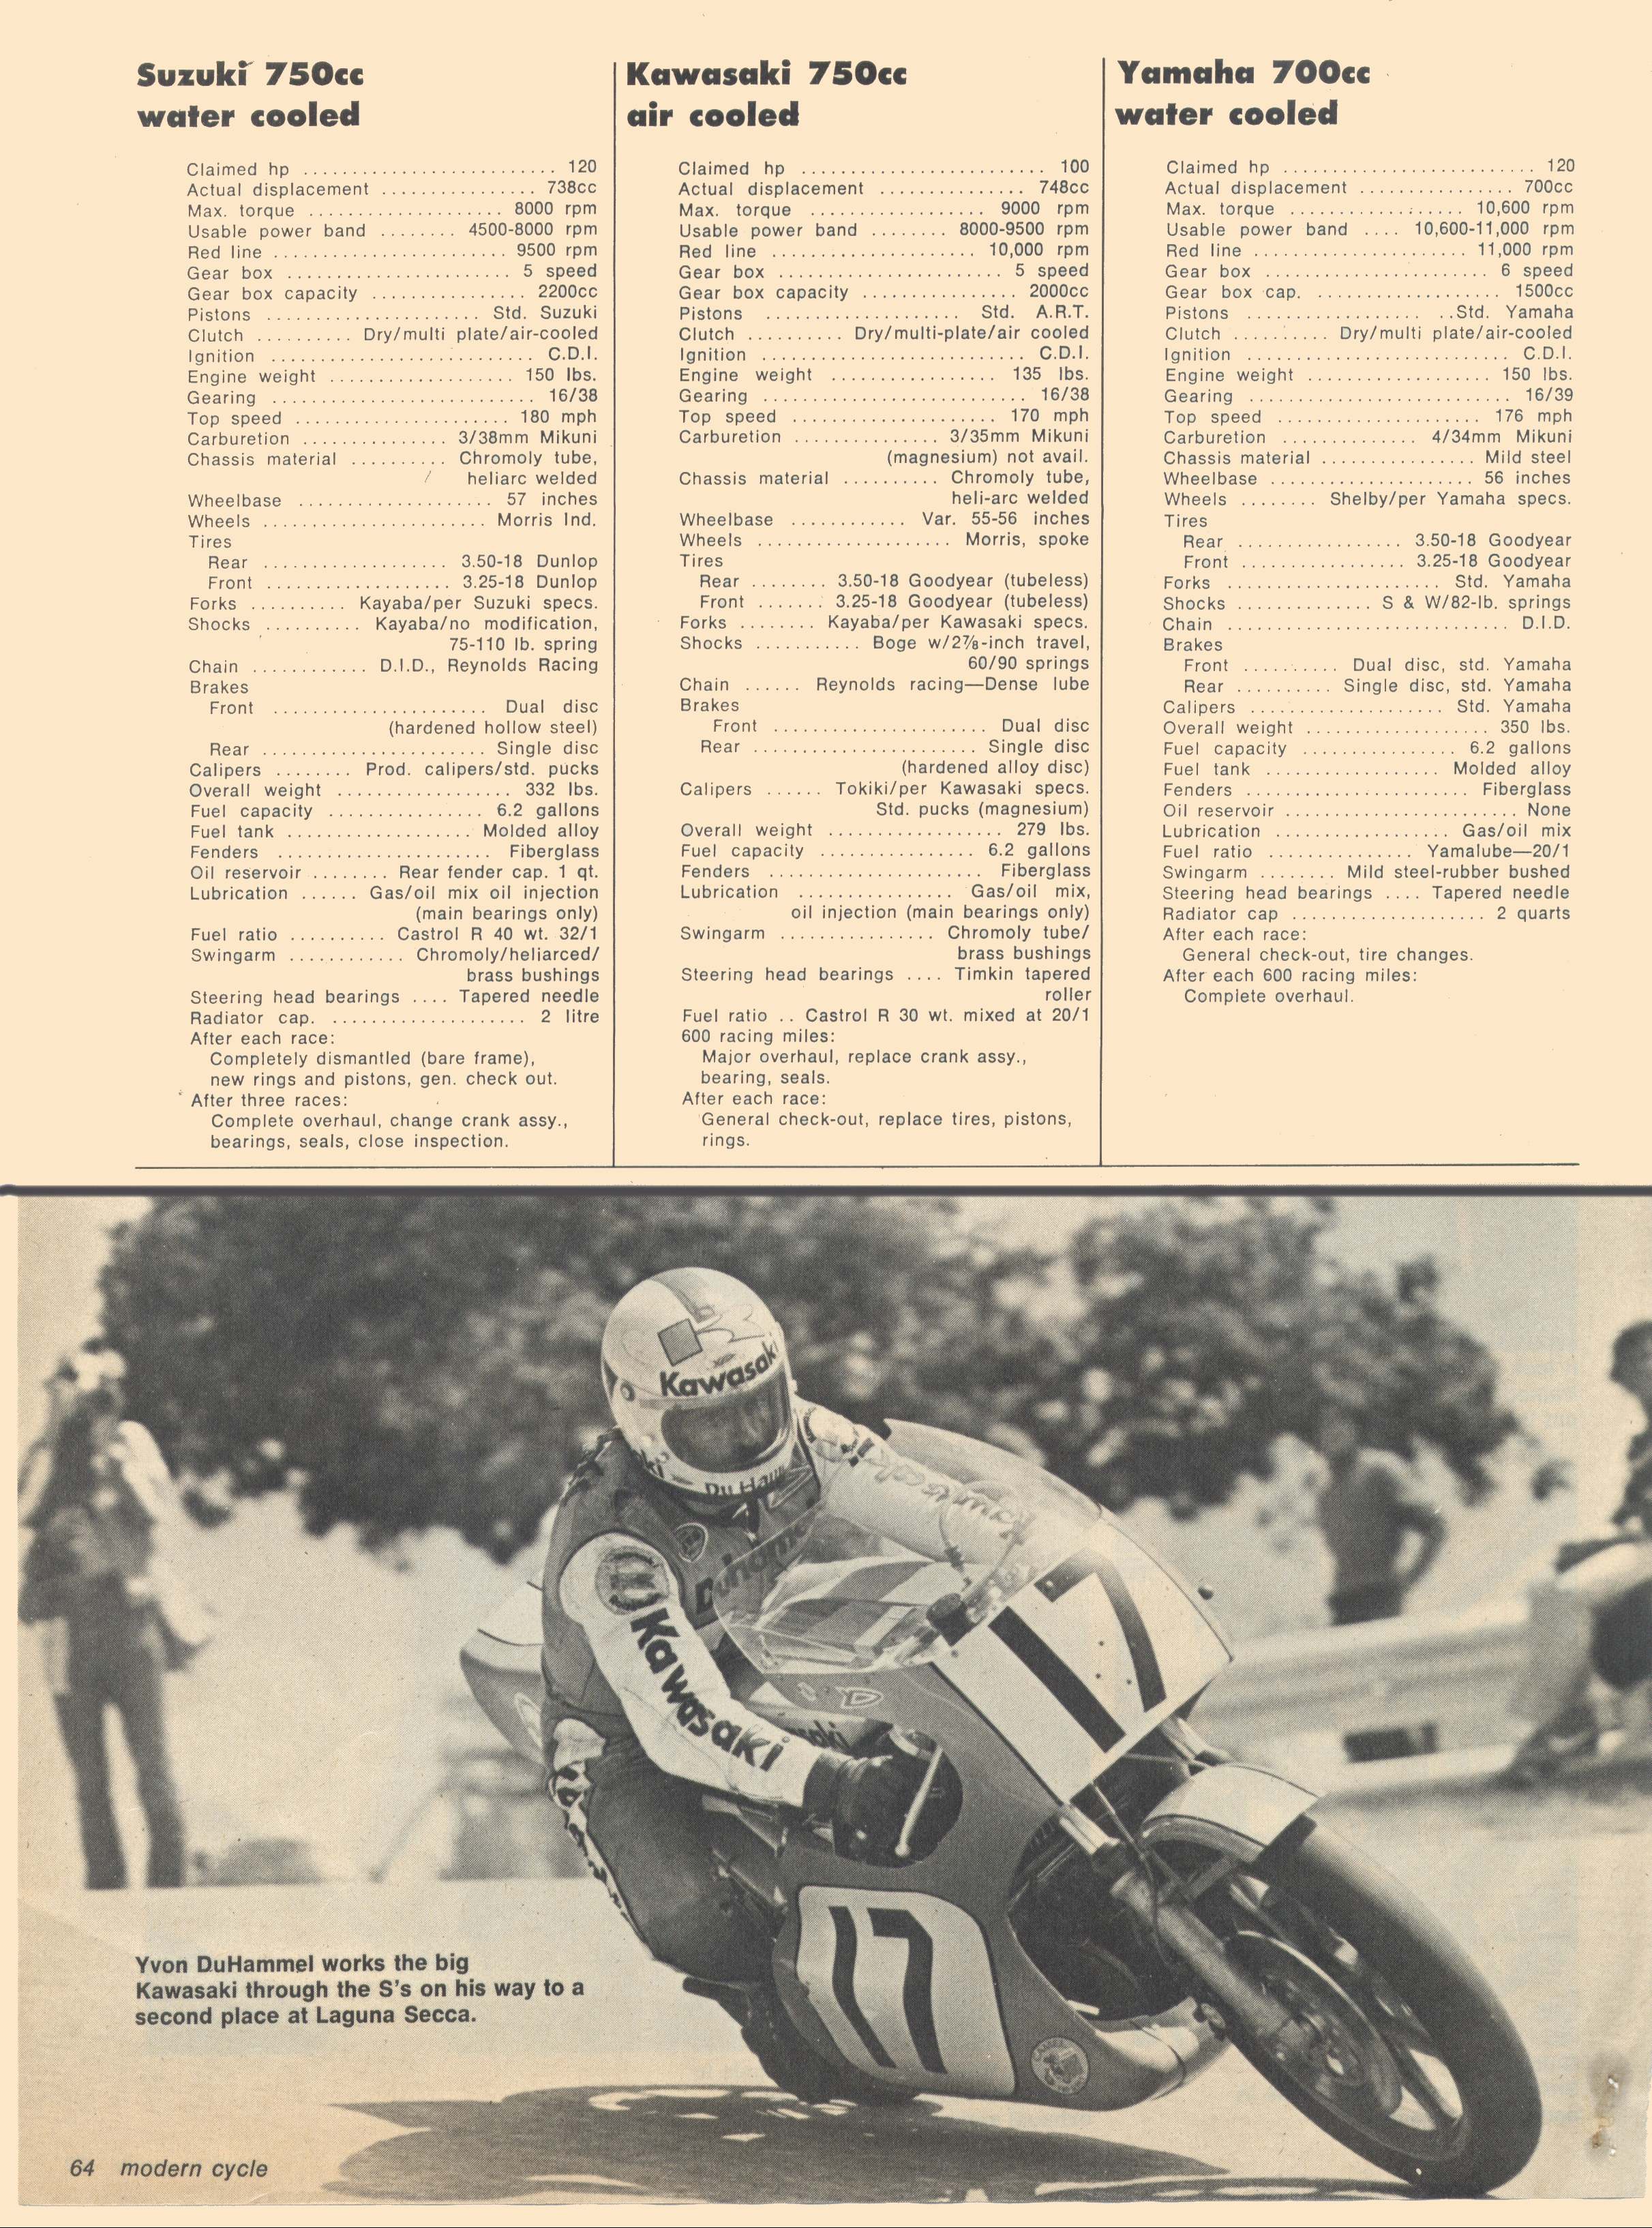 Suzuki 750cc
water cooled
Claimed hp .......................... 120
Actual displacement ................ 738cc
Max. torque .................... 8000 rpm
Usable power band ........ 4500-8000 rpm
Red line ........................ 9500 rpm
Gear box ....................... 5 speed
Gear box capacity ................ 2200cc
Pistons ...................... Std. Suzuki
Clutch .......... Dry/multi plate/air-cooled
Ignition ........................... C.D.I.
Engine weight ................... 150 lbs.
Gearing ........................... 16/38
Top speed ...................... 180 mph
Carburetion ............... 3/38mm Mikuni
Chassis material .......... Chromoly tube,
heliarc welded
Wheelbase .................... 57 inches
Wheels ....................... Morris Ind.
Tires
Rear ................... 3.50-18 Dunlop
Front ................... 3.25-18 Dunlop
Forks .......... Kayaba/per Suzuki specs.
Shocks .......... Kayaba/no modification,
75-110 lb. spring
Chain ............ D.I.D., Reynolds Racing
Brakes
Front ...................... Dual disc
(hardened hollow steel)
Rear ....................... Single disc
Calipers ........ Prod. calipers/std. pucks
Overall weight .................. 332 lbs.
Fuel capacity ................ 6.2 gallons
Fuel tank ................... Molded alloy
Fenders ...................... Fiberglass
Oil reservoir ........ Rear fender cap. 1 qt.
Lubrication ...... Gas/oil mix oil injection
(main bearings only)
Fuel ratio .......... Castrol R 40 wt. 32/1
Swingarm ............ Chromoly/heliarced/
brass bushings
Steering head bearings .... Tapered needle
Radiator cap. .................... 2 litre
After each race:
Completely dismantled (bare frame),
new rings and pistons, gen. check out.
After three races:
Complete overhaul, change crank assy.,
bearings, seals, close inspection.
Kawasaki 750cc
air cooled
Claimed hp ......................... 100
Actual displacement ............... 748cc
Max. torque .................. 9000 rpm
Usable power band ........ 8000-9500 rpm
Red line ...................... 10,000 rpm
Gear box ....................... 5 speed
Gear box capacity ................ 2000cc
Pistons ...................... Std. A.R.T.
Clutch .......... Dry/multi-plate/air cooled
Ignition ........................... C.D.I.
Engine weight ................. 135 lbs.
Gearing ........................... 16/38
Top speed ..................... 170 mph
Carburetion ............... 3/35mm Mikuni
(magnesium) not avail.
Chassis material .......... Chromoly tube,
heli-arc welded
Wheelbase ............ Var. 55-56 inches
Wheels .................... Morris, spoke
Tires
Rear ........ 3.50-18 Goodyear (tubeless)
Front ....... 3.25-18 Goodyear (tubeless)
Forks ........ Kayaba/per Kawasaki specs.
Shocks ........... Boge w/2⅞-inch travel,
60/90 springs
Chain ...... Reynolds racing—Dense lube
Brakes
Front ...................... Dual disc
Rear ....................... Single disc
(hardened alloy disc)
Calipers ...... Tokiki/per Kawasaki specs.
Std. pucks (magnesium)
Overall weight .................. 279 lbs.
Fuel capacity ................ 6.2 gallons
Fenders ...................... Fiberglass
Lubrication ................ Gas/oil mix,
oil injection (main bearings only)
Swingarm ................ Chromoly tube/
brass bushings
Steering head bearings .... Timkin tapered
roller
Fuel ratio .. Castrol R 30 wt. mixed at 20/1
600 racing miles:
Major overhaul, replace crank assy.,
bearing, seals.
After each race:
General check-out, replace tires, pistons,
rings.
Yamaha 700cc
water cooled
Claimed hp .......................... 120
Actual displacement ................ 700cc
Max. torque .................. 10,600 rpm
Usable power band .... 10,600-11,000 rpm
Red line ...................... 11,000 rpm
Gear box ........................ 6 speed
Gear box cap. ................... 1500cc
Pistons .................. ..Std. Yamaha
Clutch .......... Dry/multi plate/air-cooled
Ignition ........................... C.D.I.
Engine weight ................... 150 lbs.
Gearing ........................... 16/39
Top speed ...................... 176 mph
Carburetion .............. 4/34mm Mikuni
Chassis material ................ Mild steel
Wheelbase ...................... 56 inches
Wheels ........ Shelby/per Yamaha specs.
Tires
Rear ................. 3.50-18 Goodyear
Front ................. 3.25-18 Goodyear
Forks ....................... Std. Yamaha
Shocks .............. S & W/82-lb. springs
Chain ............................. D.I.D.
Brakes
Front .......... Dual disc, std. Yamaha
Rear .......... Single disc, std. Yamaha
Calipers .................... Std. Yamaha
Overall weight ................... 350 lbs.
Fuel capacity ................ 6.2 gallons
Fuel tank .................. Molded alloy
Fenders ....................... Fiberglass
Oil reservoir ........................ None
Lubrication ..................... Gas/oil mix
Fuel ratio ............... Yamalube—20/1
Swingarm ........ Mild steel-rubber bushed
Steering head bearings .... Tapered needle
Radiator cap .................... 2 quarts
After each race:
General check-out, tire changes.
After each 600 racing miles:
Complete overhaul.
Kawasaki
Kawasaki
Kawasaki
17
17
Yvon DuHammel works the big
Kawasaki through the S's on his way to a
second place at Laguna Secca.
64 modern cycle